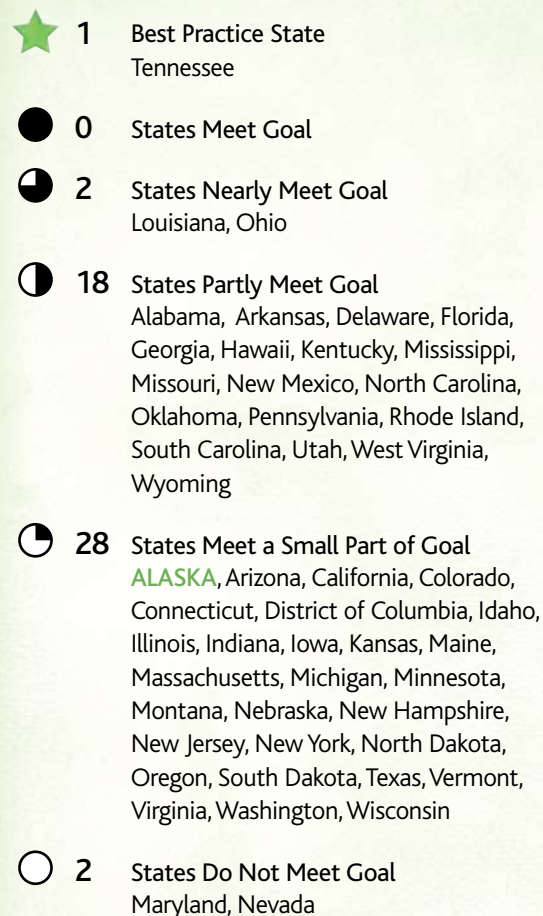 1 Best Practice State
Tennessee
0 States Meet Goal
2 States Nearly Meet Goal
Louisiana, Ohio
18 States Partly Meet Goal
Alabama, Arkansas, Delaware, Florida,
Georgia, Hawaii, Kentucky, Mississippi,
Missouri, New Mexico, North Carolina,
Oklahoma, Pennsylvania, Rhode Island,
South Carolina, Utah, West Virginia,
Wyoming
28 States Meet a Small Part of Goal
ALASKA, Arizona, California, Colorado,
Connecticut, District of Columbia, Idaho,
Illinois, Indiana, Iowa, Kansas, Maine,
Massachusetts, Michigan, Minnesota,
Montana, Nebraska, New Hampshire,
New Jersey, New York, North Dakota,
Oregon, South Dakota, Texas, Vermont,
Virginia, Washington, Wisconsin
2 States Do Not Meet Goal
Maryland, Nevada